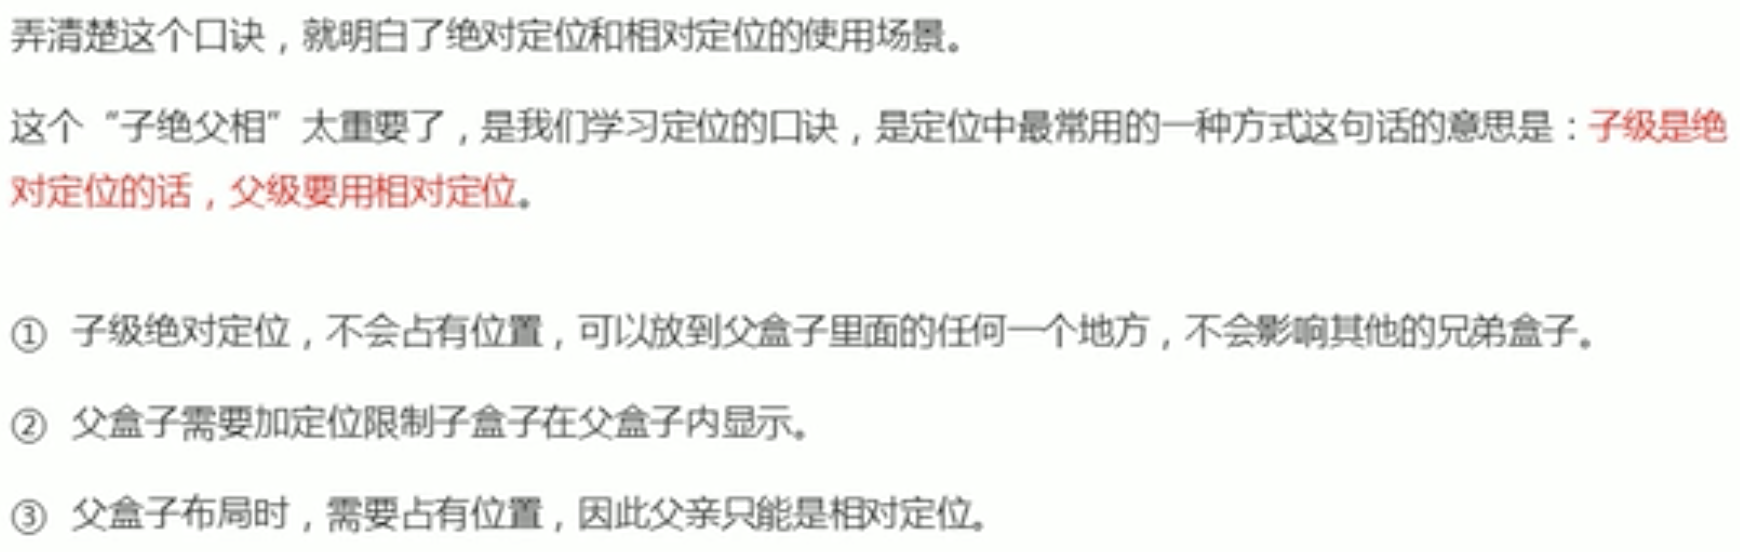 弄清楚这个口诀，就明白了绝对定位和相对定位的使用场景。
这个“子绝父相”太重要了，是我们学习定位的口诀，是定位中最常用的一种方式这句话的意思是：子级是绝
对定位的话，父级要用相对定位。
① 子级绝对定位，不会占有位置，可以放到父盒子里面的任何一个地方，不会影响其他的兄弟盒子。
② 父盒子需要加定位限制子盒子在父盒子内显示。
③ 父盒子布局时，需要占有位置，因此父亲只能是相对定位。